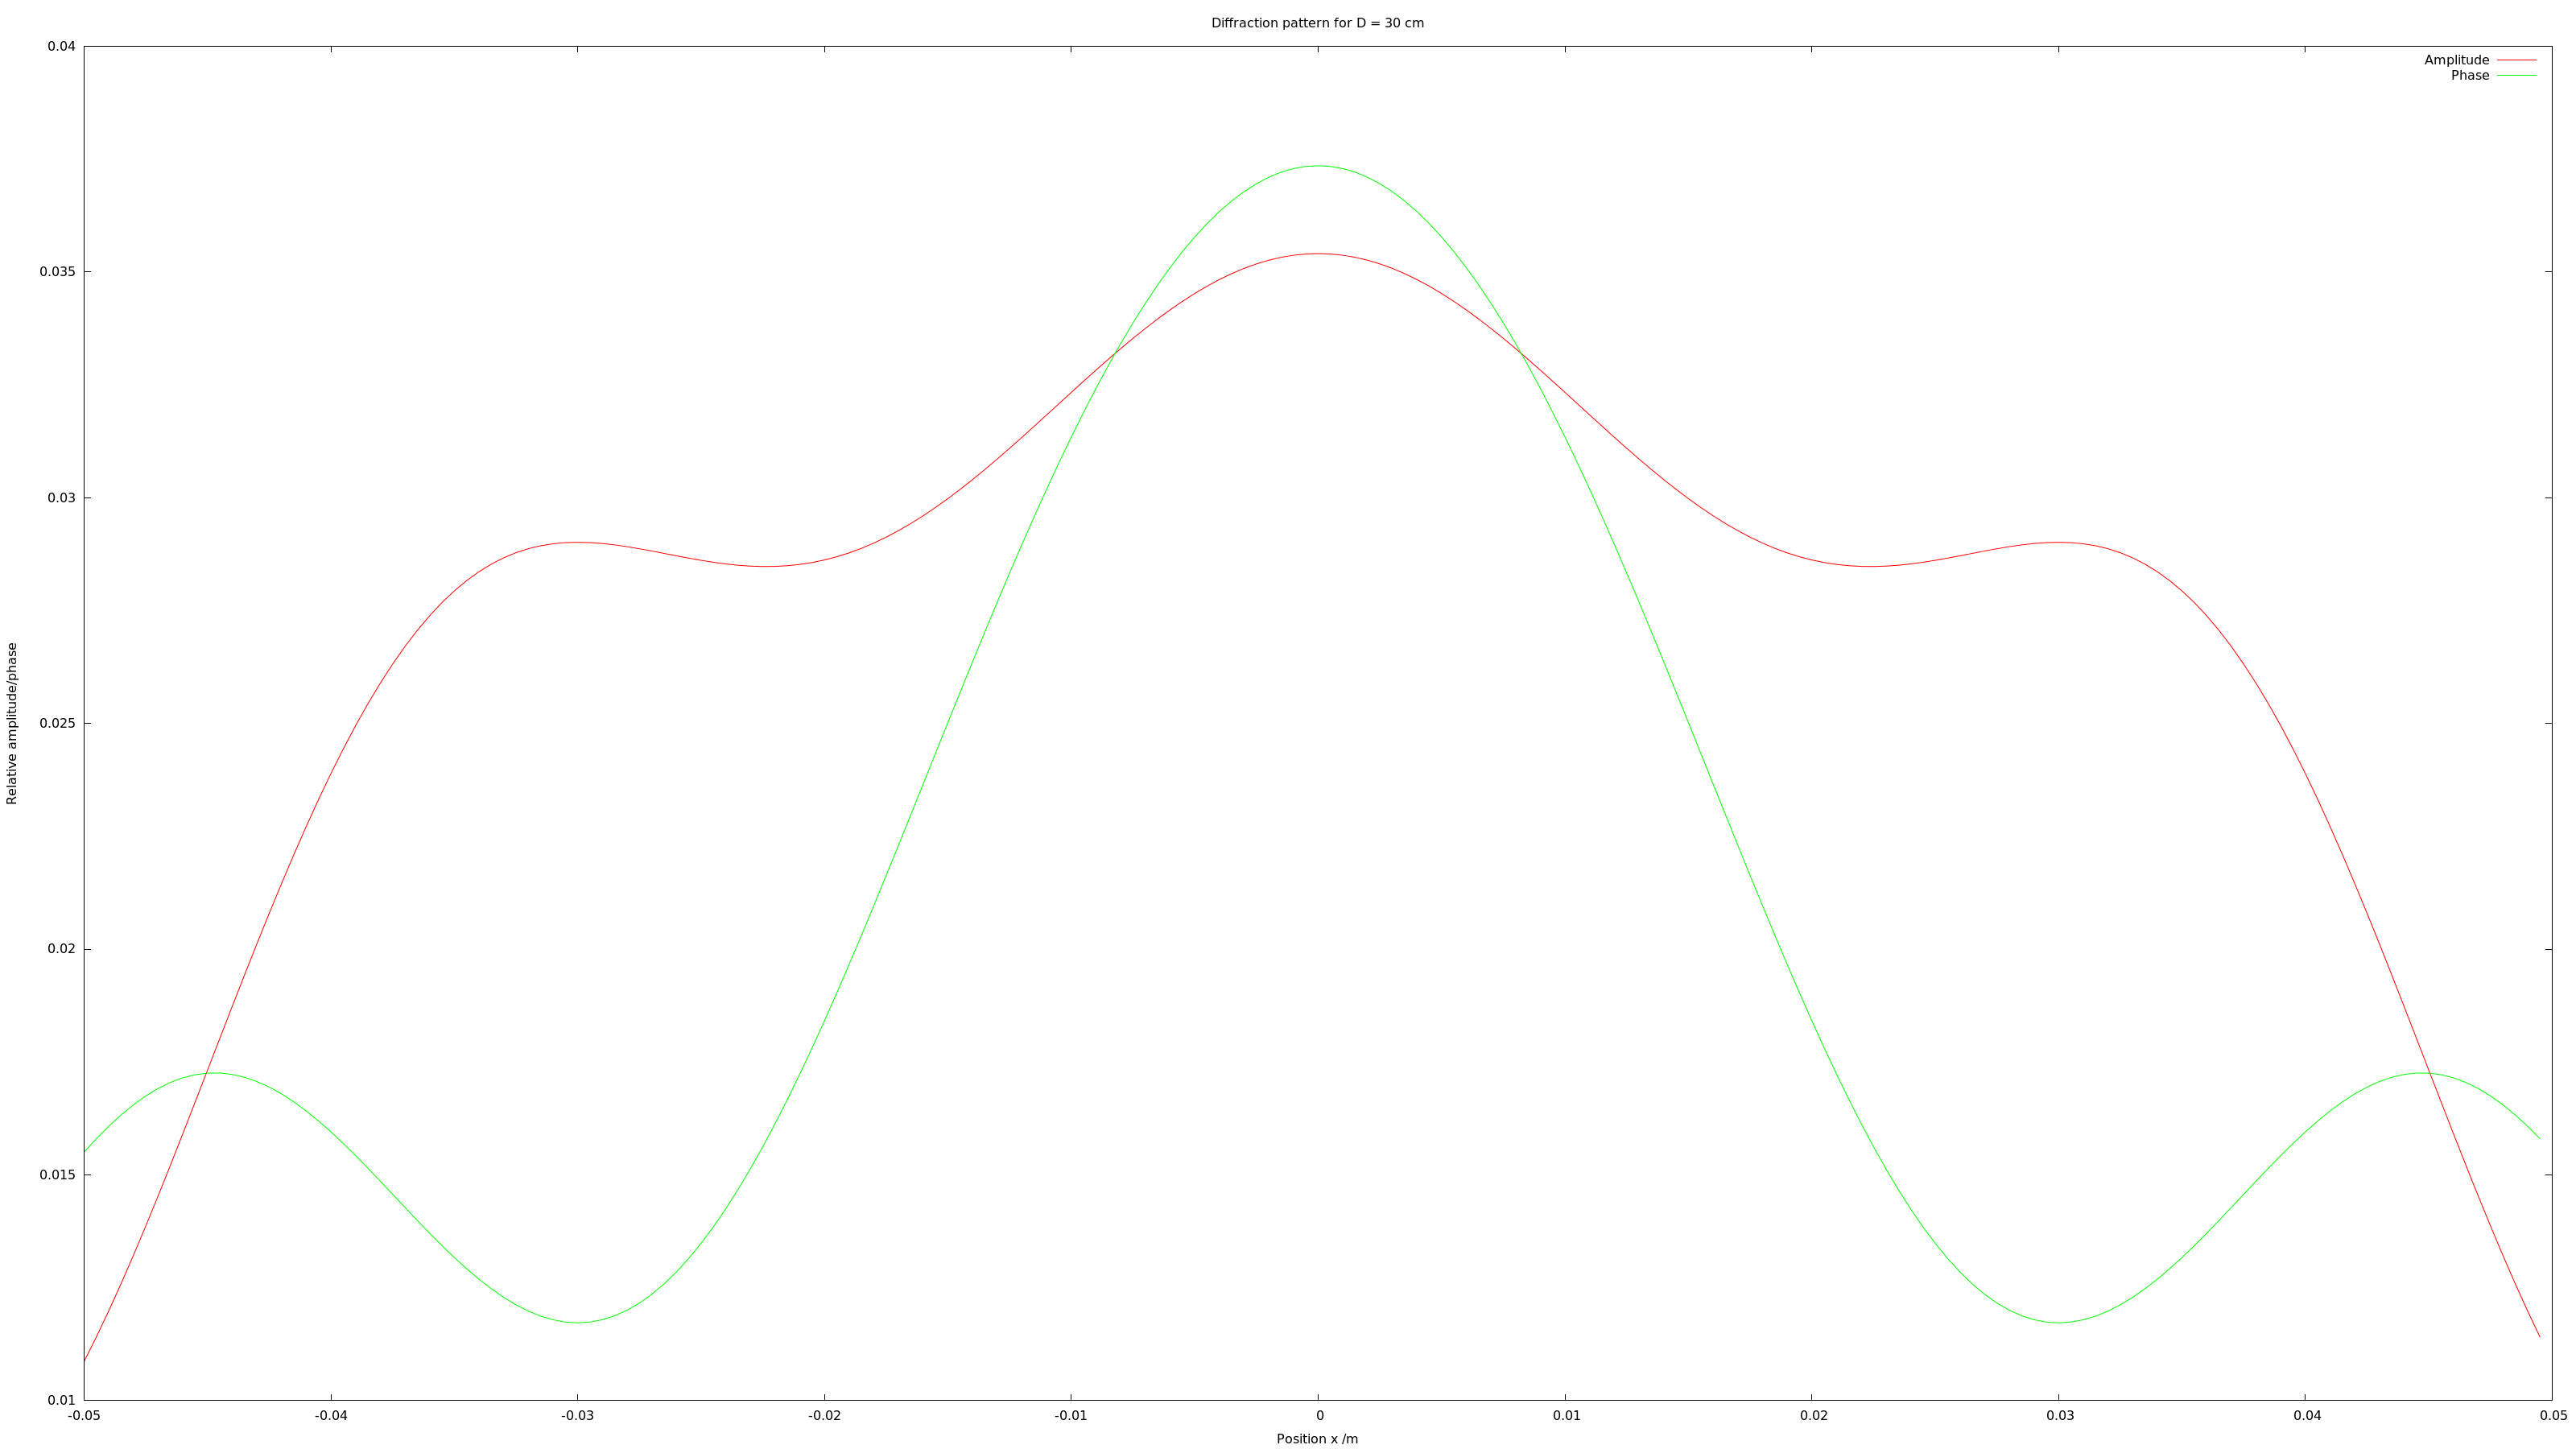 Diffraction pattern for D = 30 cm
Amplitude
Phase
0.04
0.035
0.03
0.025
0.02
0.015
0.01
Relative amplitude/phase
-0.05 -0.04 -0.03 -0.02 -0.01 0 0.01 0.02 0.03 0.04 0.05
Position x /m